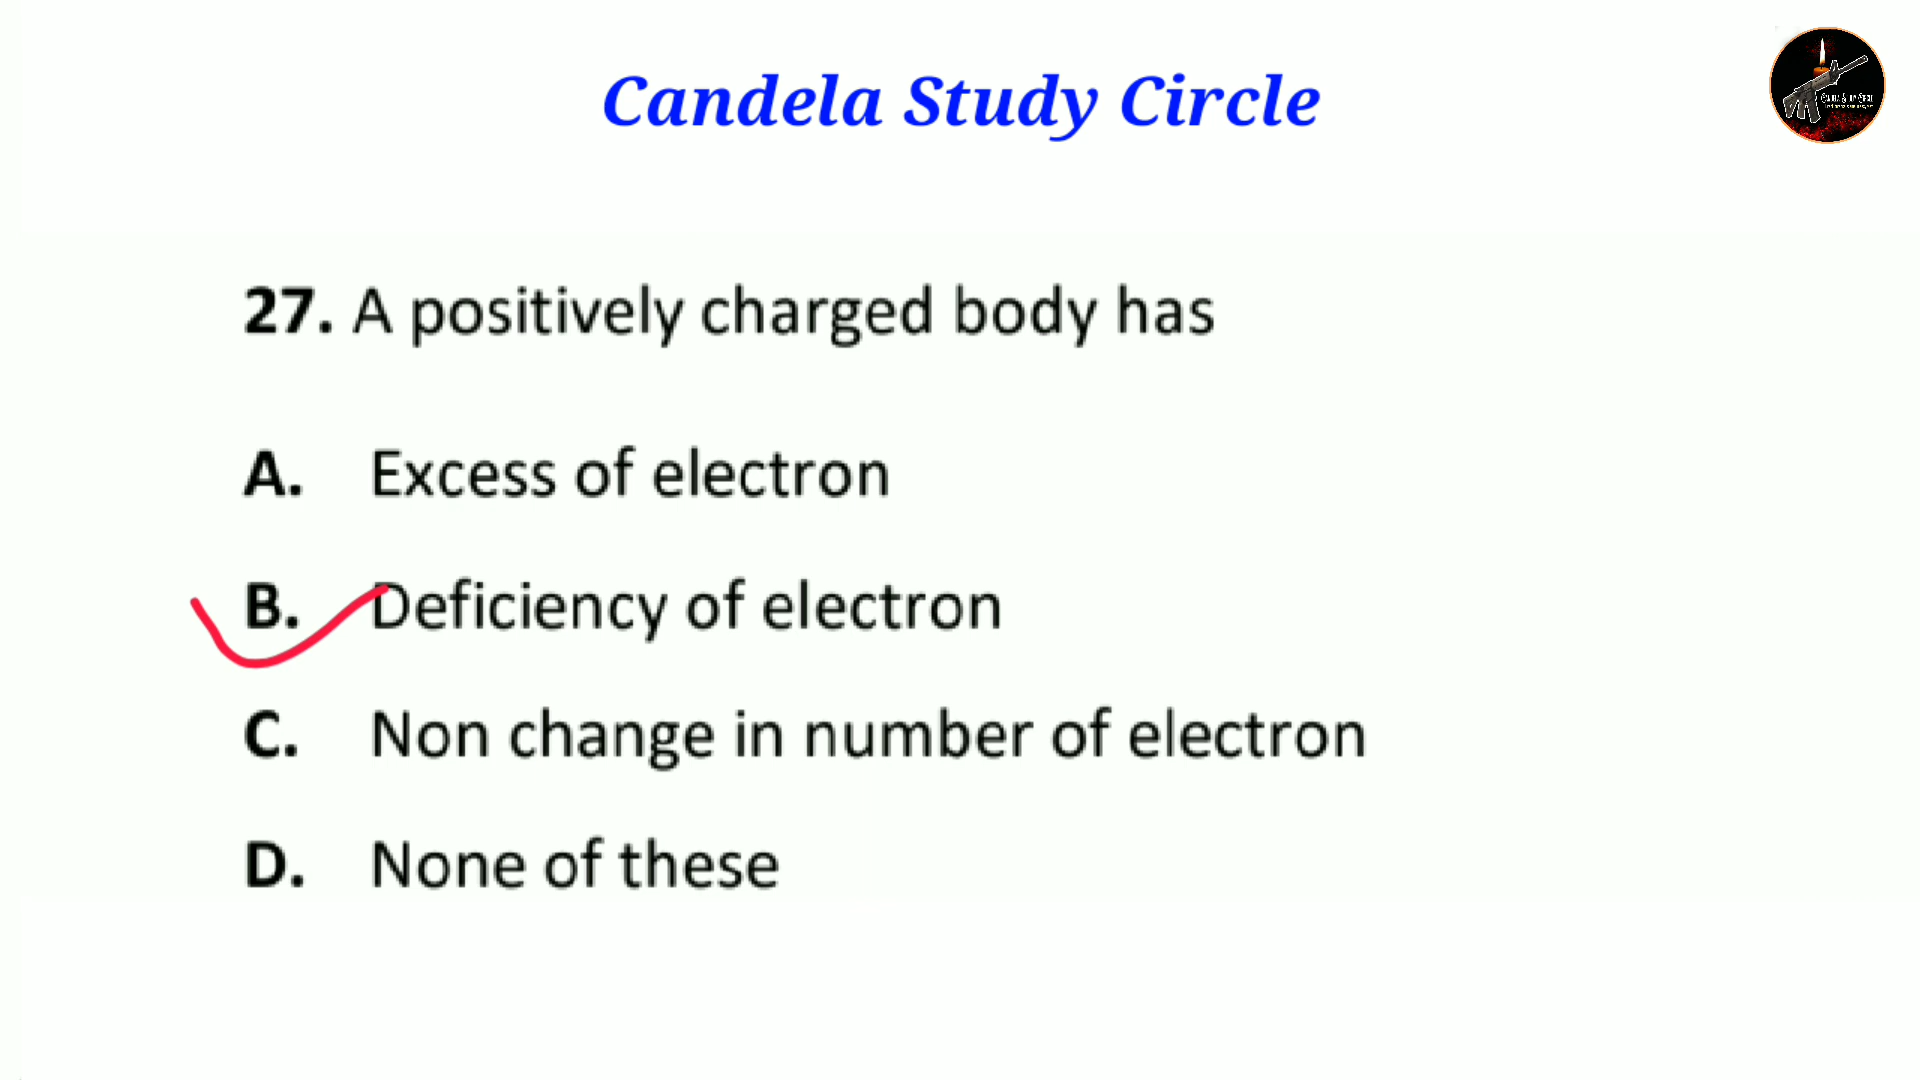 Candela Study Circle
27. A positively charged body has
A. Excess of electron
B. Deficiency of electron
C. Non change in number of electron
D. None of these